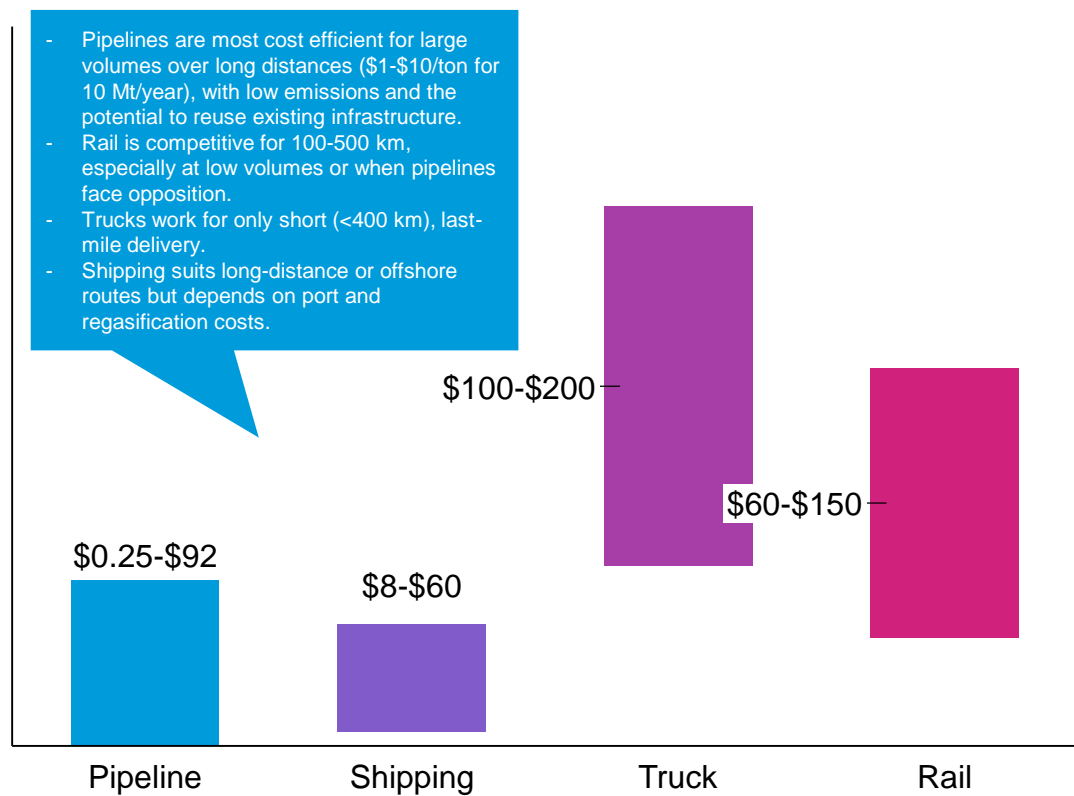 - Pipelines are most cost efficient for large
volumes over long distances ($1-$10/ton for
10 Mt/year), with low emissions and the
potential to reuse existing infrastructure.
- Rail is competitive for 100-500 km,
especially at low volumes or when pipelines
face opposition.
- Trucks work for only short (<400 km), last-
mile delivery.
- Shipping suits long-distance or offshore
routes but depends on port and
regasification costs.
$100-$200
$60-$150
$0.25-$92
$8-$60
Pipeline
Shipping
Truck
Rail